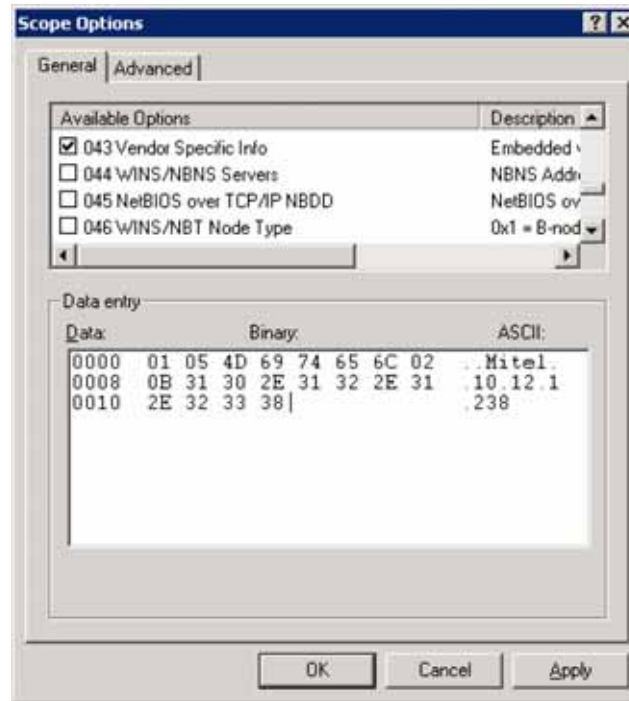 Scope Options
General Advanced
Available Options Description
043 Vendor Specific Info Embedded
044 WINS/NBNS Servers NBNS
045 NetBIOS over TCP/IP NBDD NetBIOS ov
046 WINS/NBT Node Type 0x1 = B-nod
Data entry
Data: Binary: ASCII:
0000 01 05 4D 69 74 65 6C 02 ..Mitel.
0008 0B 31 30 2E 31 32 2E 31 .10.12.1
0010 2E 32 33 38 .238
OK Cancel Apply